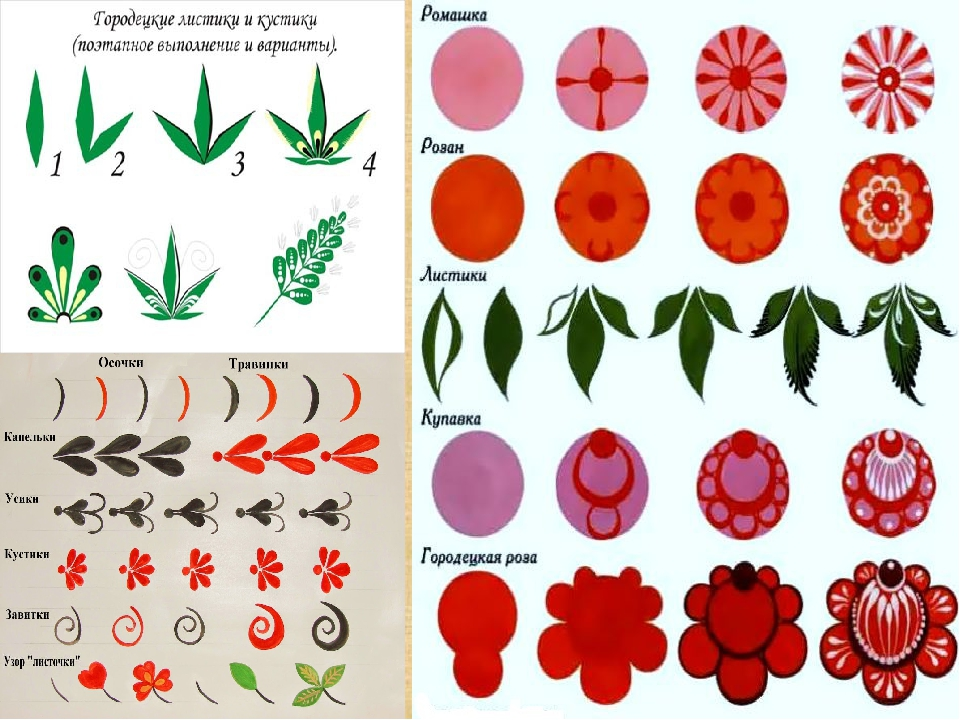 Городецкие листики и кустики
(поэтапное выполнение и варианты).
1 2 3 4
Осочки Травинки
Капельки
Усики
Кустики
Завитки
Узор "листочки"
Ромашка
Розан
Листики
Купавка
Городецкая роза